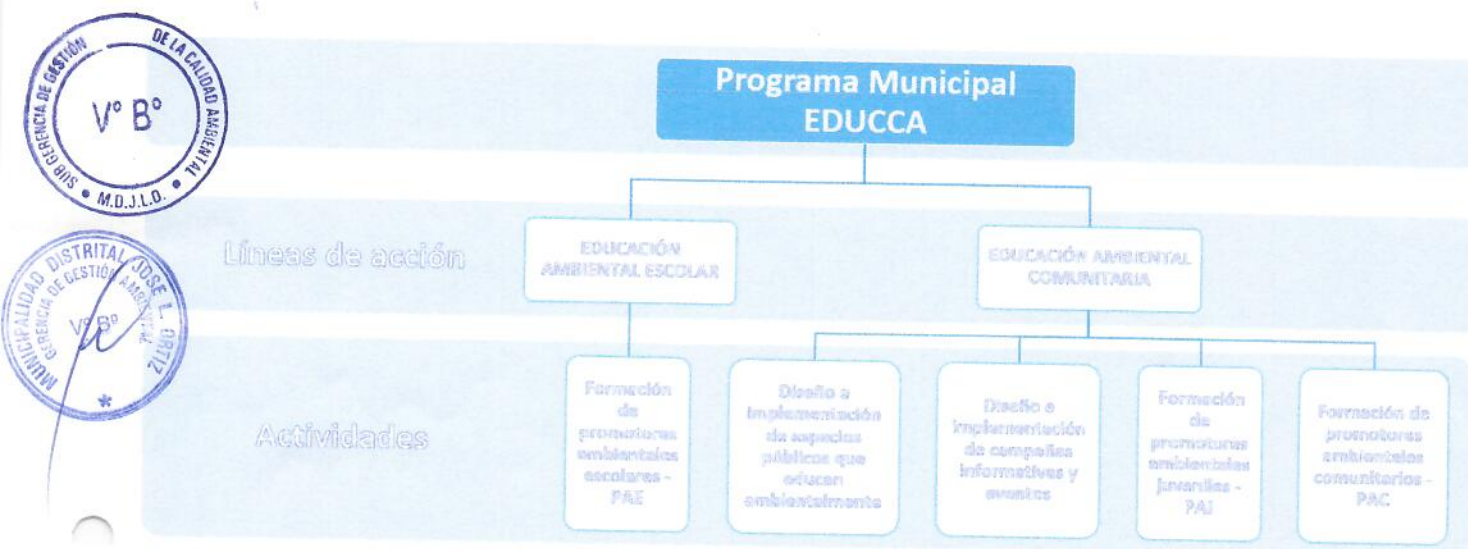 SUB GERENCIA DE GESTIÓN DE LA CALIDAD AMBIENTAL
V° B°
• M.D.J.L.O. •
MUNICIPALIDAD DISTRITAL JOSE L. ORTIZ
GERENCIA DE GESTIÓN AMBIENTAL
V° B°
Programa Municipal
EDUCCA
Líneas de acción
EDUCACIÓN
AMBIENTAL ESCOLAR
EDUCACIÓN AMBIENTAL
COMUNITARIA
Actividades
Formación
de
promotores
ambientales
escolares -
PAE
Diseño e
implementación
de espacios
públicos que
educan
ambientalmente
Diseño e
implementación
de campañas
informativas y
eventos
Formación
de
promotores
ambientales
juveniles -
PAJ
Formación de
promotores
ambientales
comunitarios -
PAC